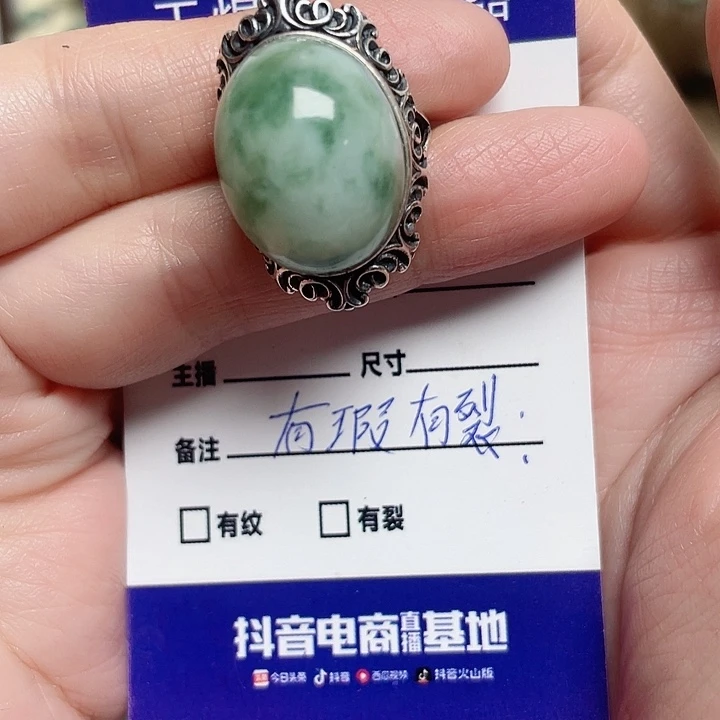 主播 尺寸
备注 有瑕有裂:
有纹 有裂
抖音电商直播基地
今日头条 抖音 西瓜视频 抖音火山版